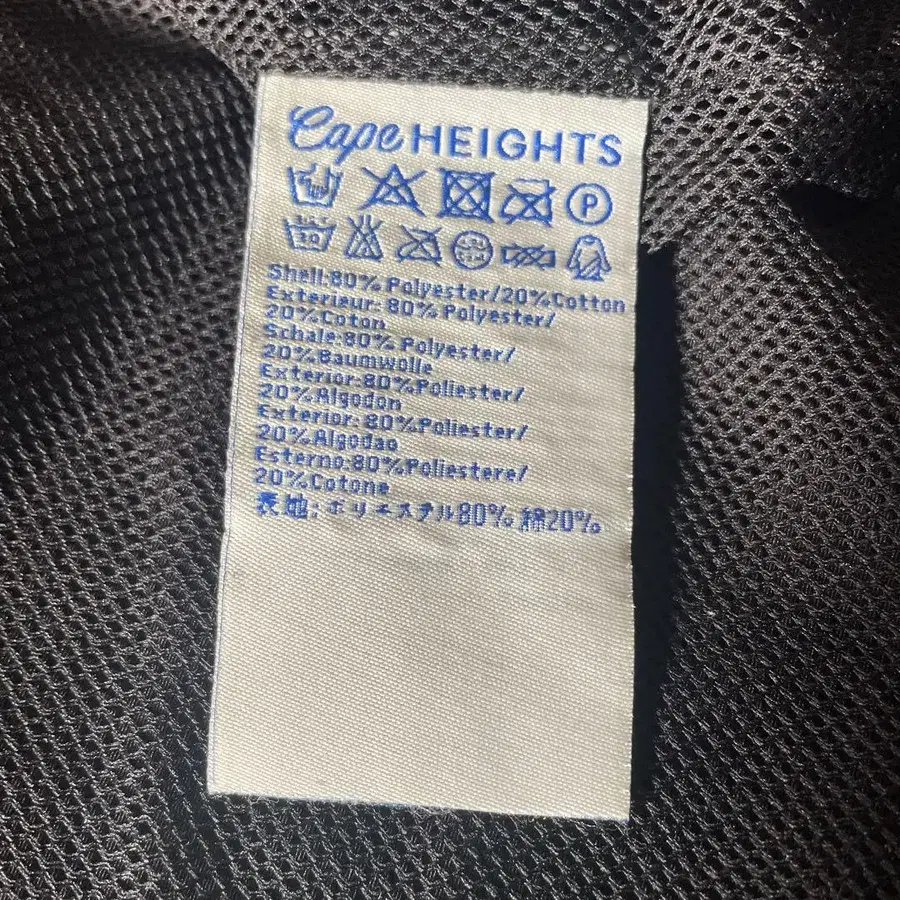 Cape HEIGHTS
P
30
Shell:80% Polyester/20%Cotton
Exterieur: 80% Polyester/
20%Coton
Schale:80% Polyester/
20%Baumwolle
Exterior:80%Poliester/
20%Algodon
Exterior: 80%Poliester/
20%Algodao
Esterno:80%Poliestere/
20%Cotone
表地:ポリエステル80% 綿20%